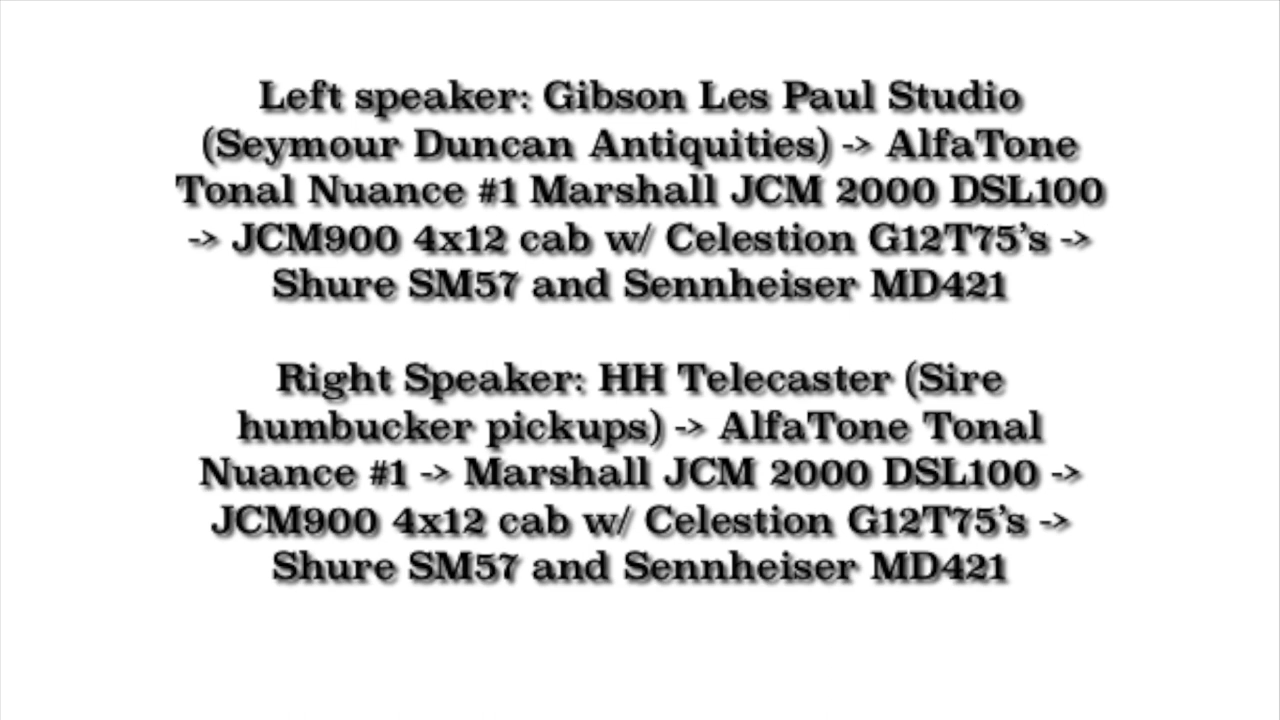 Left speaker: Gibson Les Paul Studio
(Seymour Duncan Antiquities) -> AlfaTone
Tonal Nuance #1 Marshall JCM 2000 DSL100
-> JCM900 4x12 cab w/ Celestion G12T75’s ->
Shure SM57 and Sennheiser MD421
Right Speaker: HH Telecaster (Sire
humbucker pickups) -> AlfaTone Tonal
Nuance #1 -> Marshall JCM 2000 DSL100 ->
JCM900 4x12 cab w/ Celestion G12T75’s ->
Shure SM57 and Sennheiser MD421